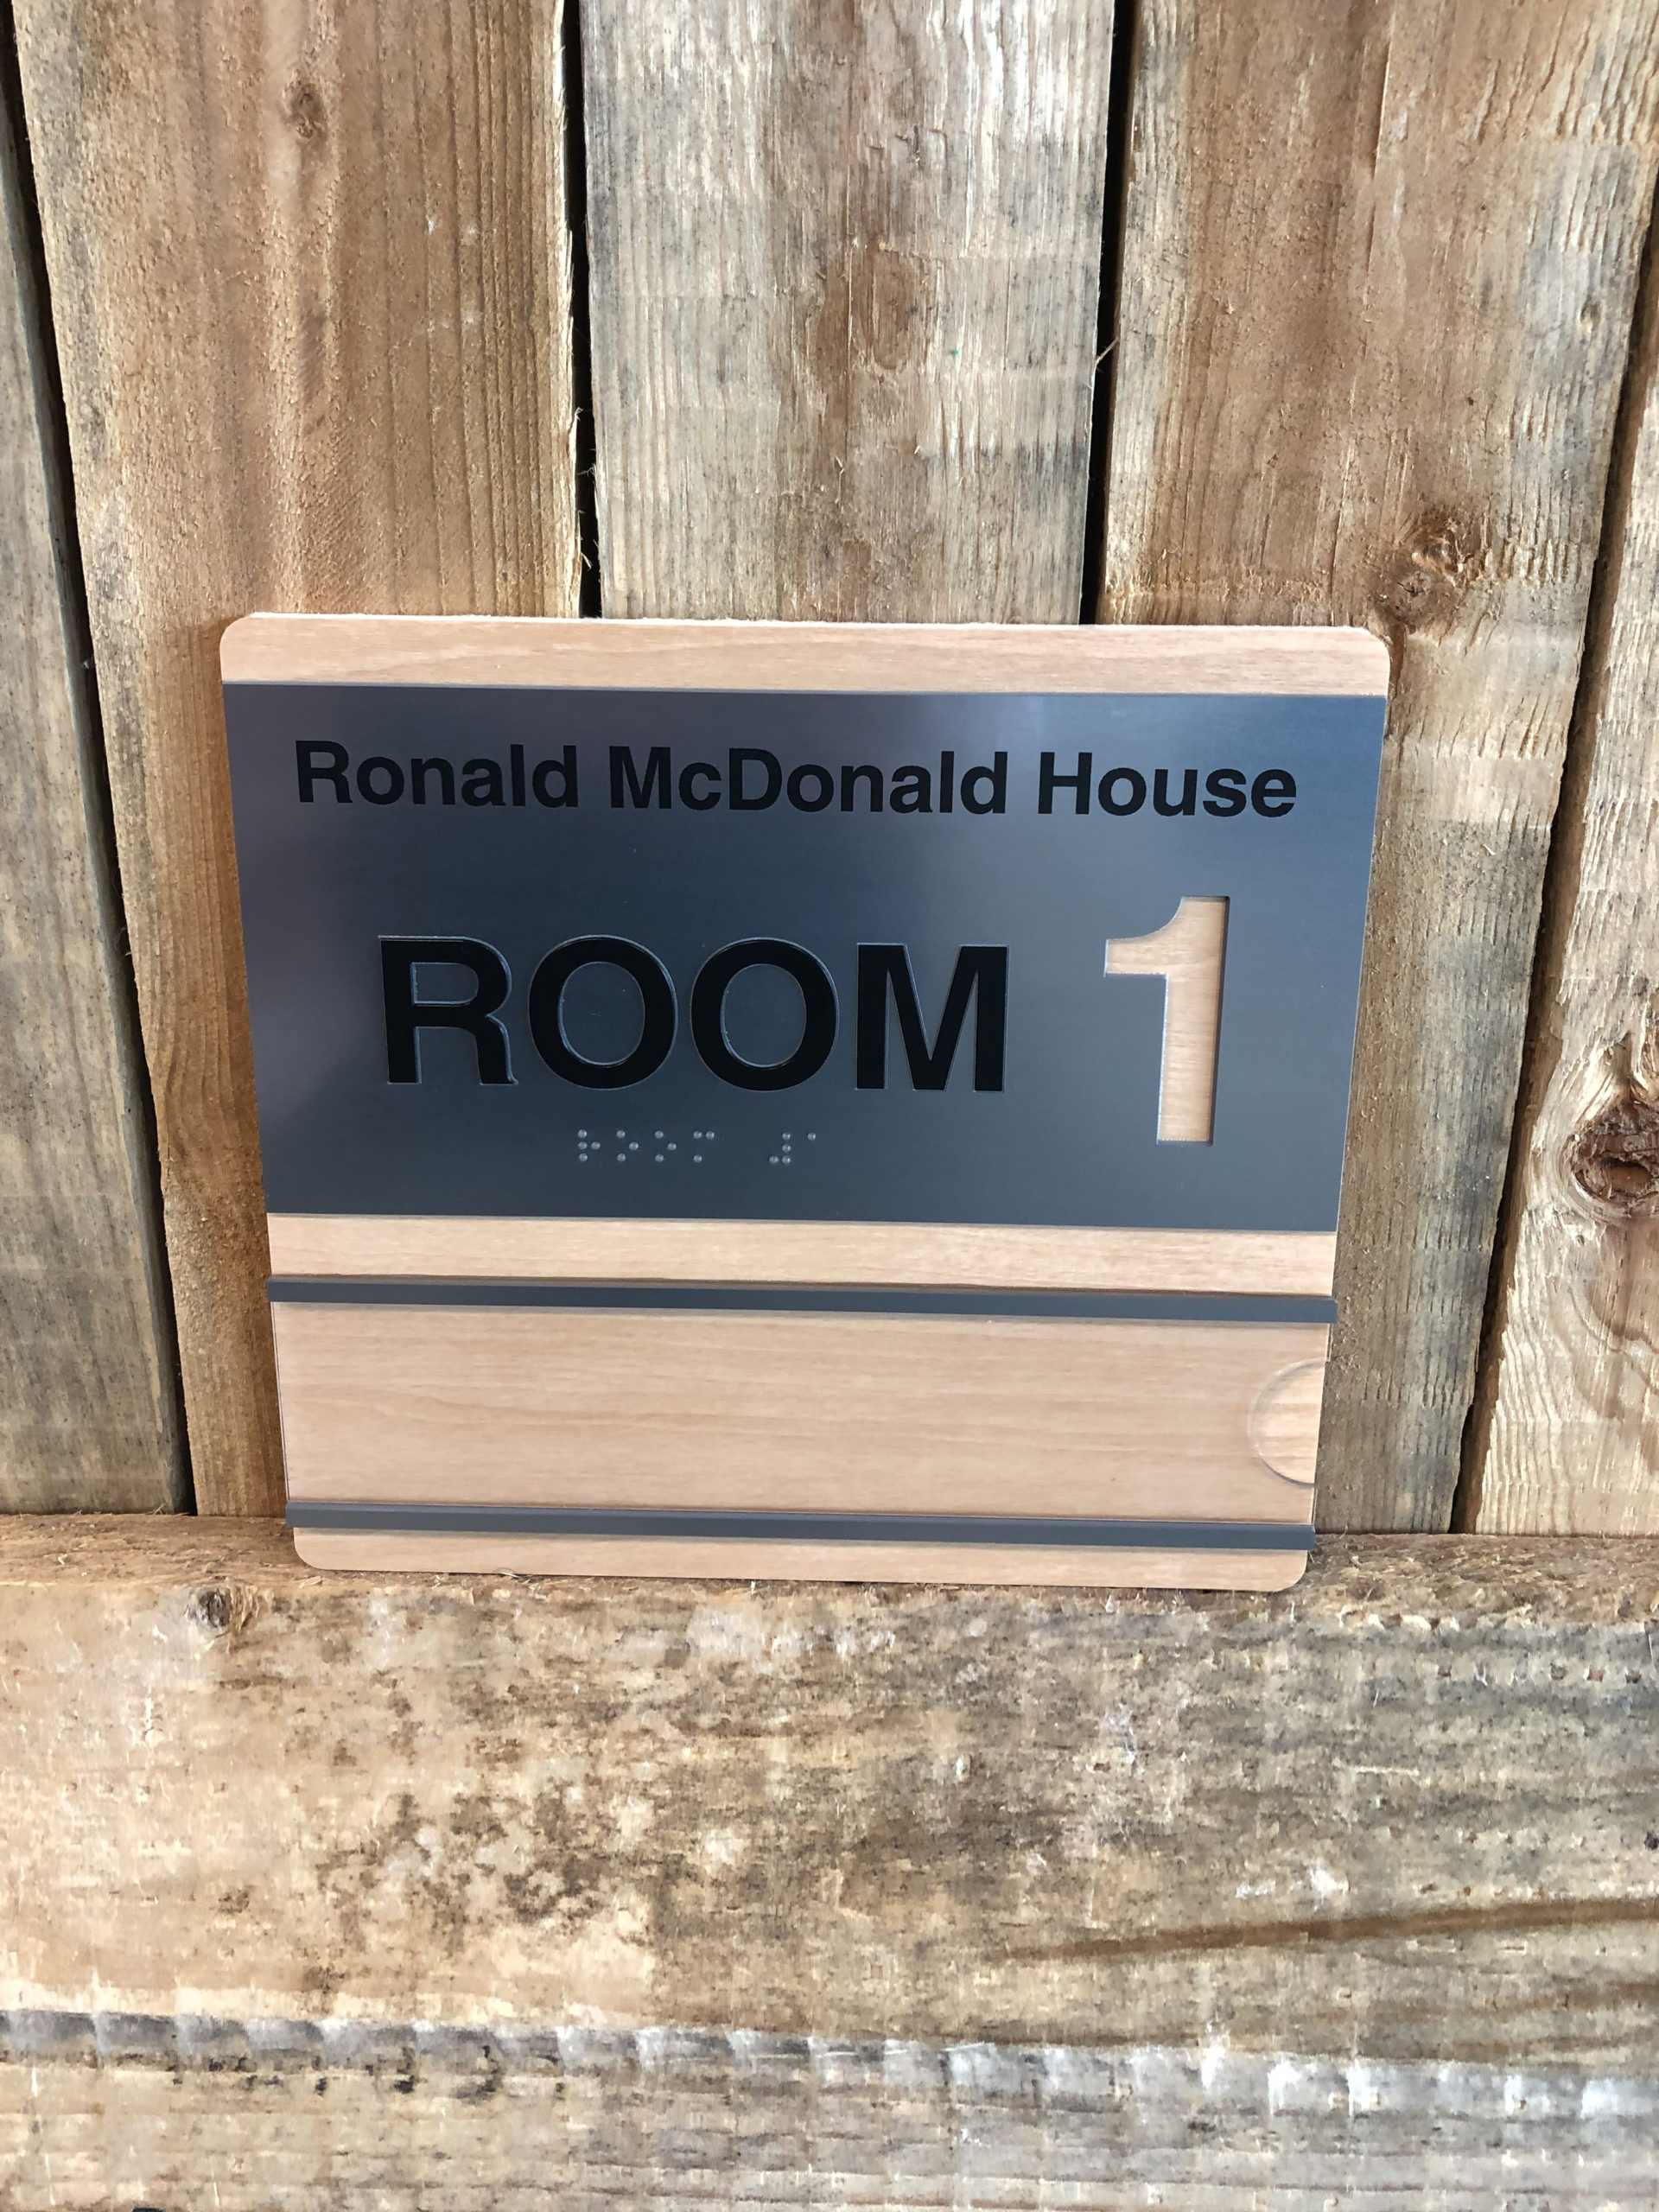 Ronald McDonald House
ROOM 1
⠗⠕⠕⠍ ⠼⠁